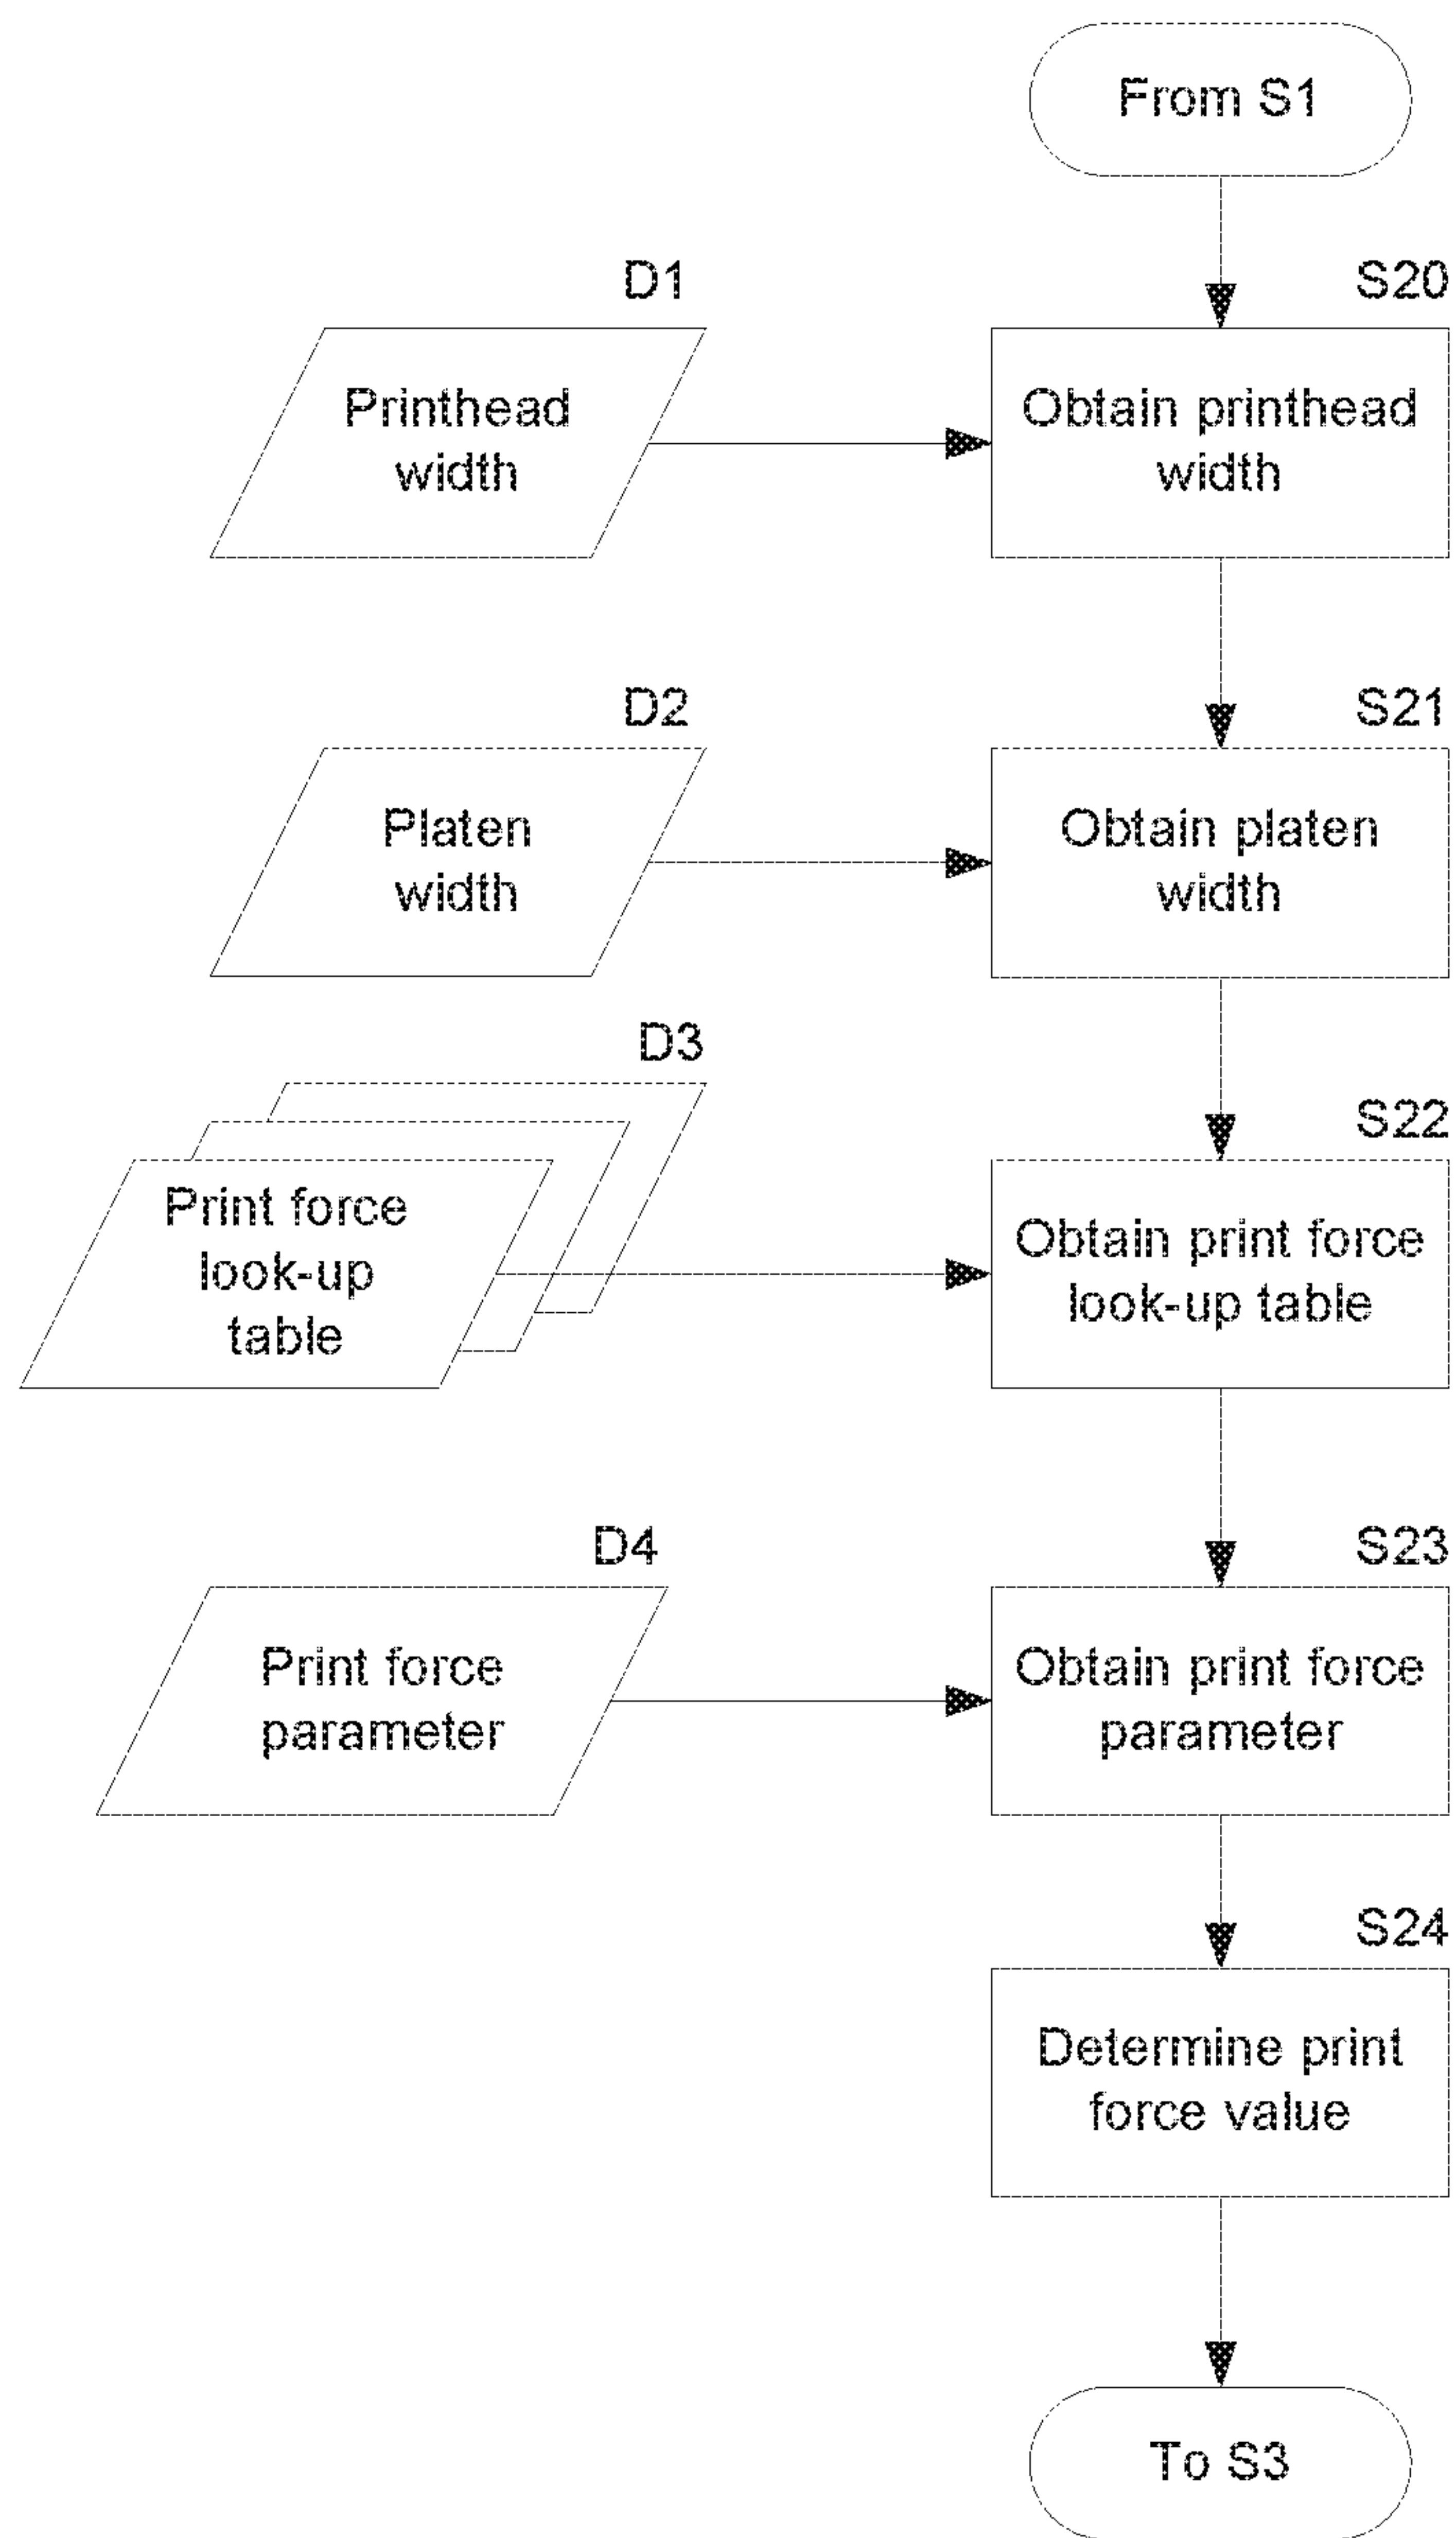 From S1
D1
S20
Printhead
width
Obtain printhead
width
D2
S21
Platen
width
Obtain platen
width
D3
S22
Print force
look-up
table
Obtain print force
look-up table
D4
S23
Print force
parameter
Obtain print force
parameter
S24
Determine print
force value
To S3